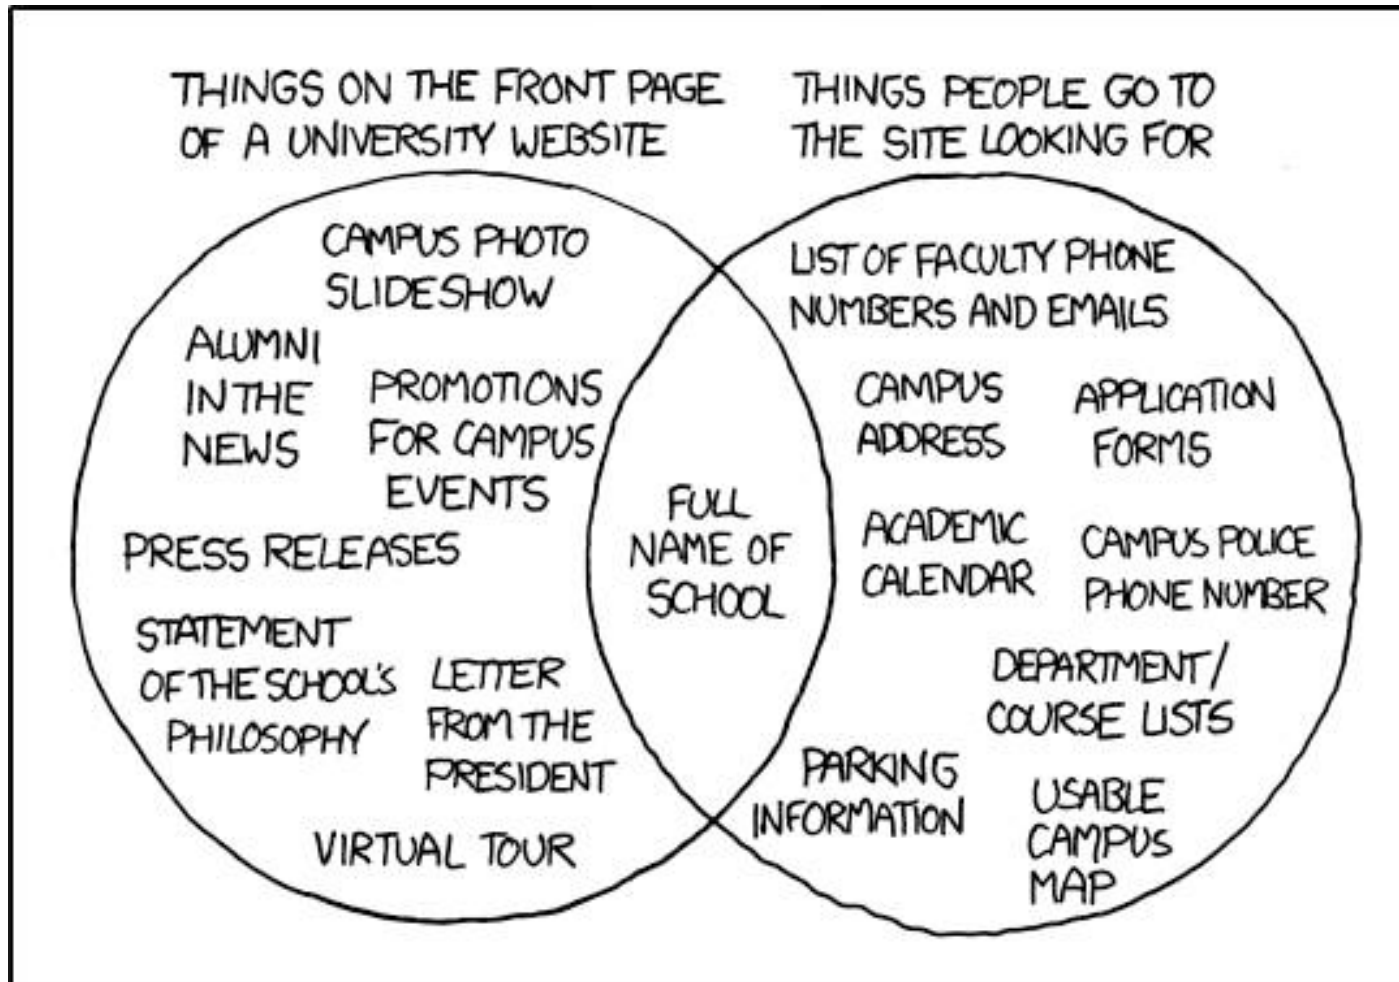 THINGS ON THE FRONT PAGE
OF A UNIVERSITY WEBSITE
THINGS PEOPLE GO TO
THE SITE LOOKING FOR
CAMPUS PHOTO
SLIDESHOW
ALUMNI
IN THE
NEWS
PROMOTIONS
FOR CAMPUS
EVENTS
PRESS RELEASES
STATEMENT
OF THE SCHOOL'S
PHILOSOPHY
LETTER
FROM THE
PRESIDENT
VIRTUAL TOUR
FULL
NAME OF
SCHOOL
LIST OF FACULTY PHONE
NUMBERS AND EMAILS
CAMPUS
ADDRESS
APPLICATION
FORMS
ACADEMIC
CALENDAR
CAMPUS POLICE
PHONE NUMBER
DEPARTMENT/
COURSE LISTS
PARKING
INFORMATION
USABLE
CAMPUS
MAP